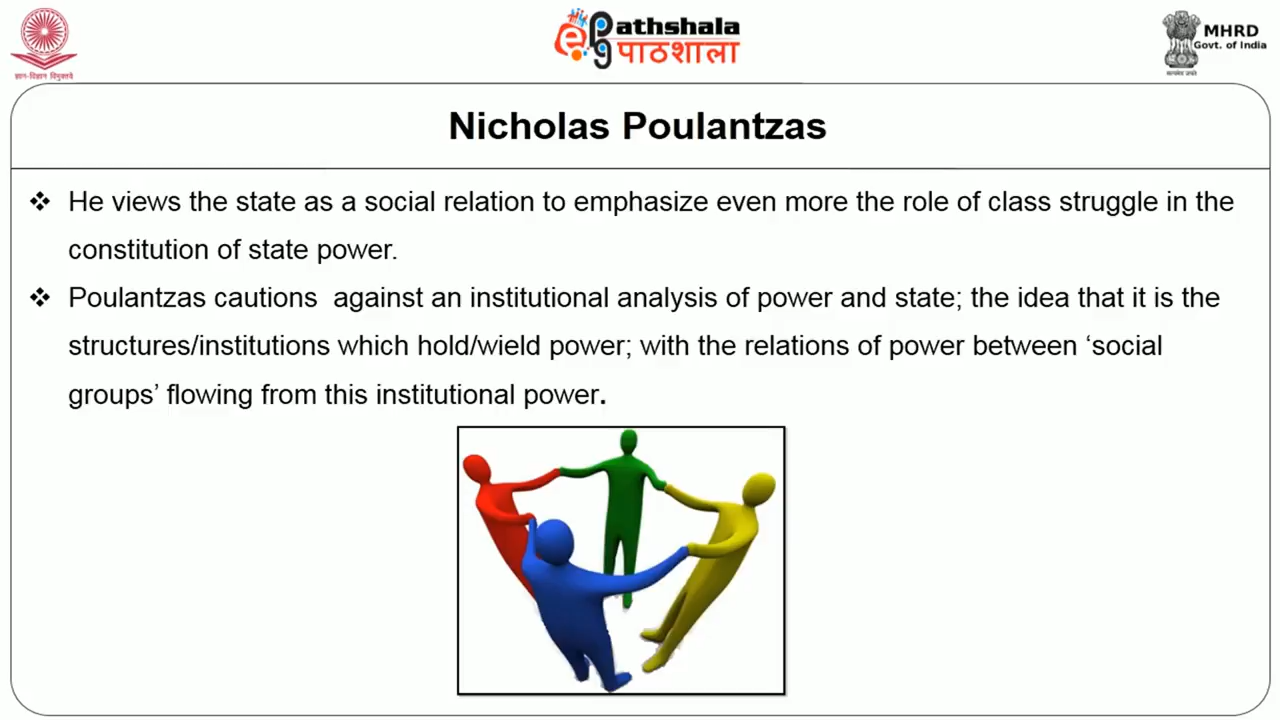 ज्ञान-विज्ञान विमुक्तये
ePathshala
पाठशाला
MHRD
Govt. of India
सत्यमेव जयते
Nicholas Poulantzas
❖ He views the state as a social relation to emphasize even more the role of class struggle in the
constitution of state power.
❖ Poulantzas cautions against an institutional analysis of power and state; the idea that it is the
structures/institutions which hold/wield power; with the relations of power between ‘social
groups’ flowing from this institutional power.